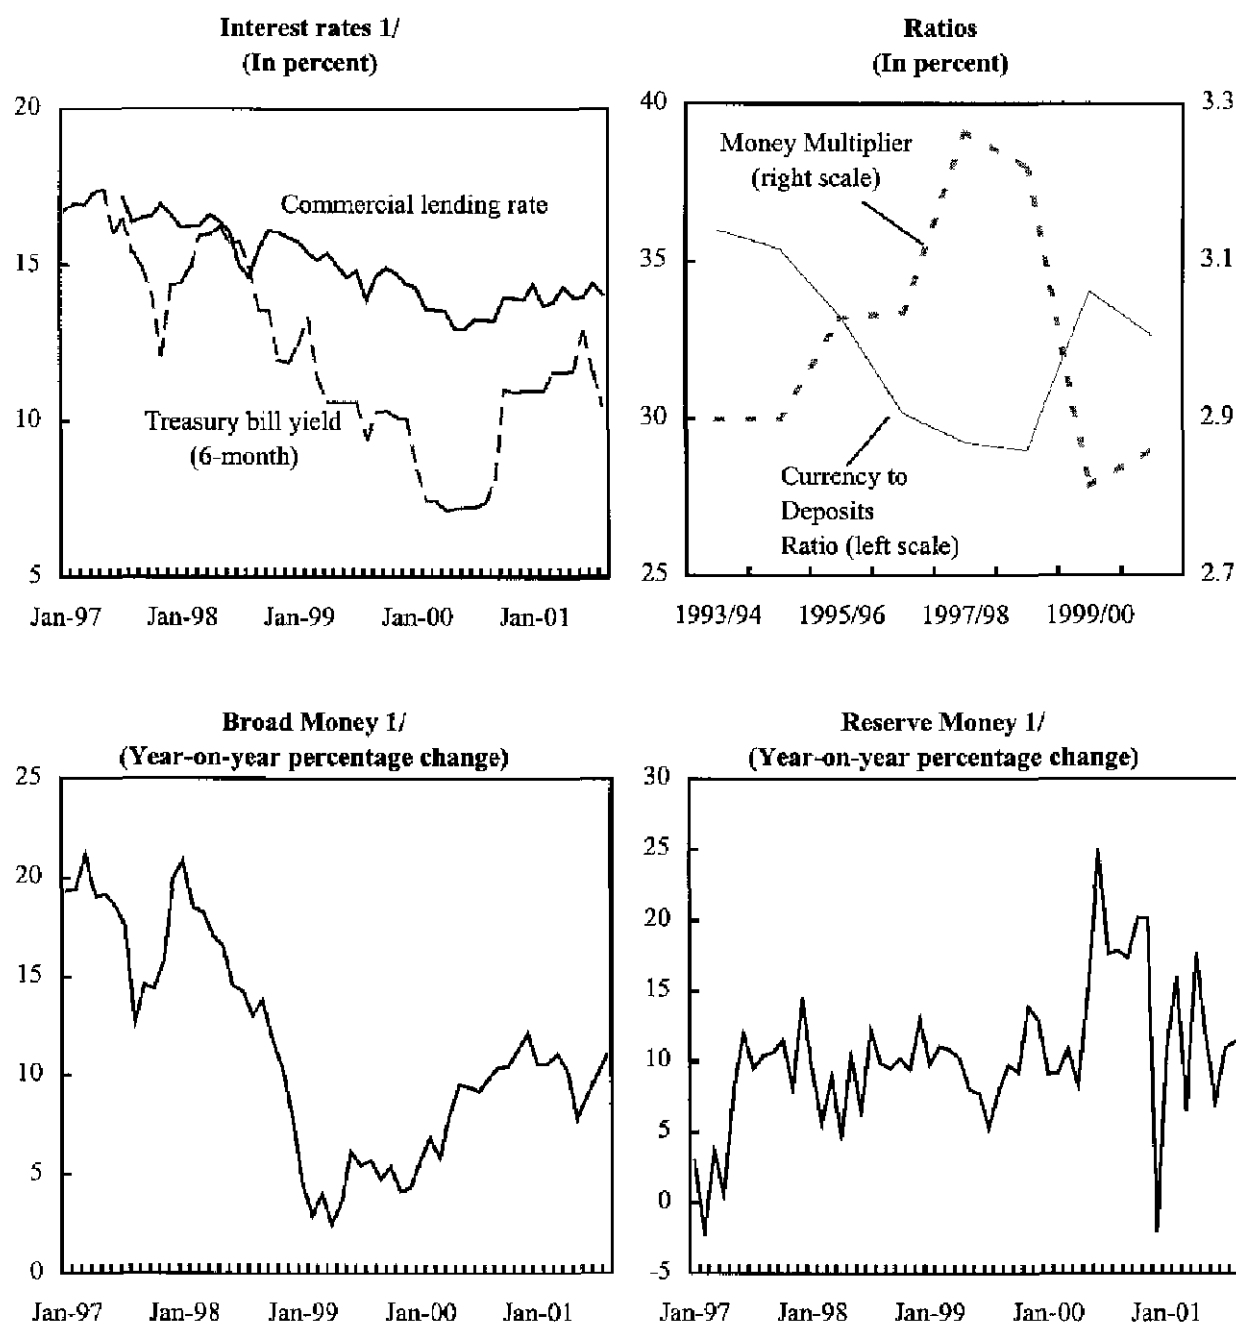 Interest rates 1/
(In percent)
20
15
10
5
Commercial lending rate
Treasury bill yield
(6-month)
Jan-97 Jan-98 Jan-99 Jan-00 Jan-01
Ratios
(In percent)
40
35
30
25
3.3
3.1
2.9
2.7
Money Multiplier
(right scale)
Currency to
Deposits
Ratio (left scale)
1993/94 1995/96 1997/98 1999/00
Broad Money 1/
(Year-on-year percentage change)
25
20
15
10
5
0
Jan-97 Jan-98 Jan-99 Jan-00 Jan-01
Reserve Money 1/
(Year-on-year percentage change)
30
25
20
15
10
5
0
-5
Jan-97 Jan-98 Jan-99 Jan-00 Jan-01